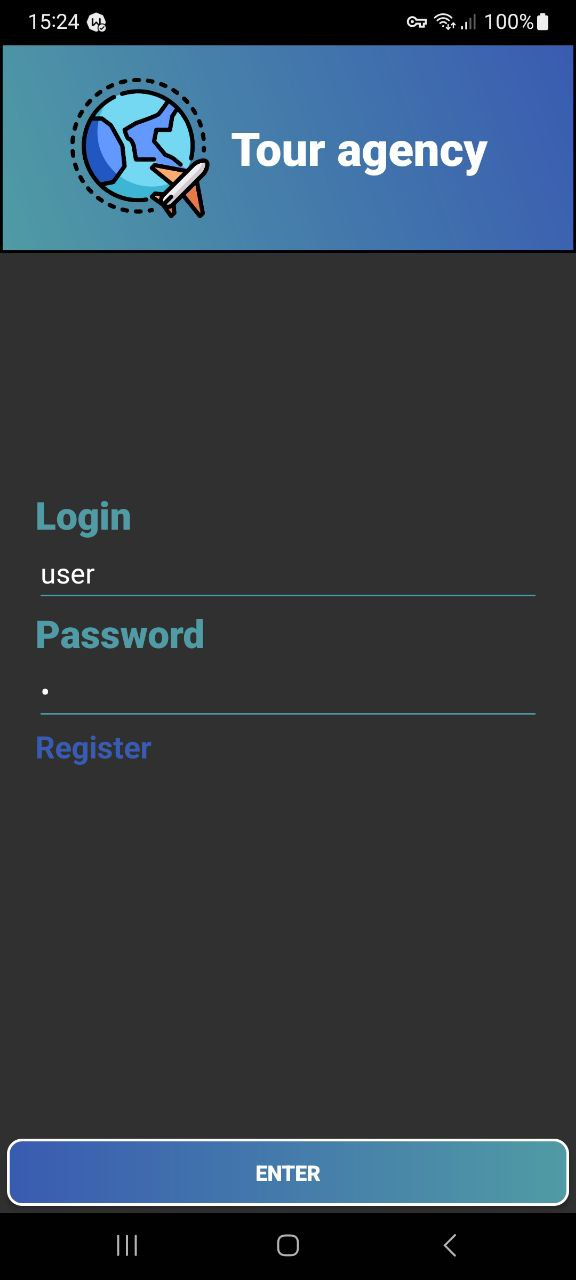 15:24 100%
Tour agency
Login
user
Password
•
Register
ENTER